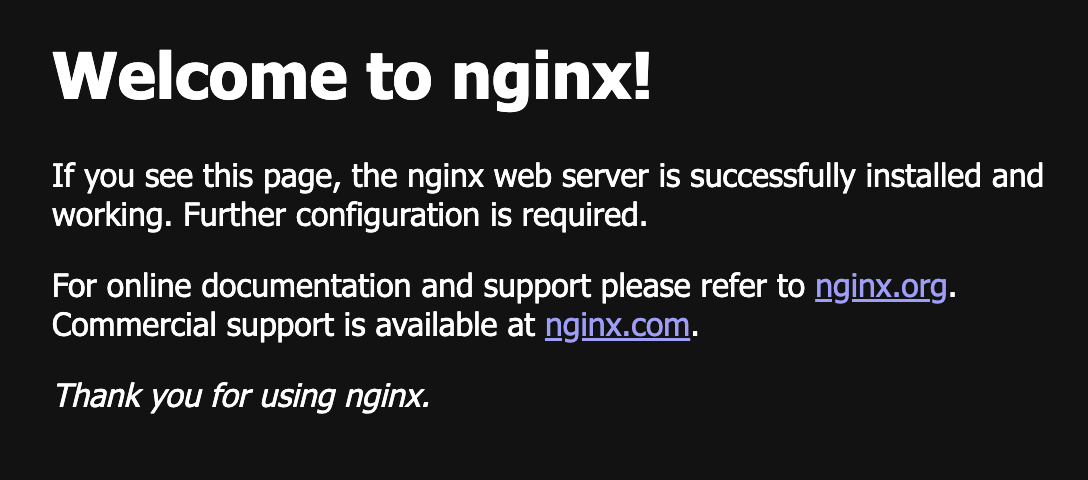 Welcome to nginx!
If you see this page, the nginx web server is successfully installed and
working. Further configuration is required.
For online documentation and support please refer to nginx.org.
Commercial support is available at nginx.com.
Thank you for using nginx.